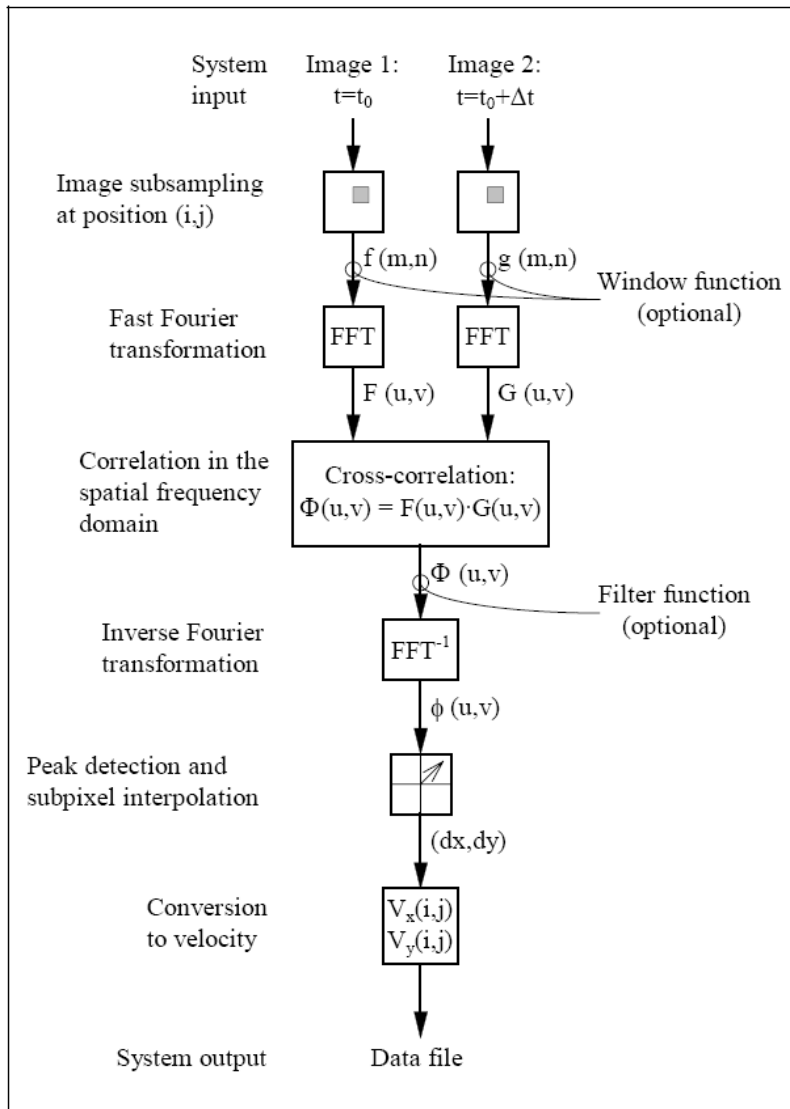 System input
Image 1: t=t₀
Image 2: t=t₀+Δt
Image subsampling
at position (i,j)
f (m,n)
g (m,n)
Window function
(optional)
Fast Fourier
transformation
FFT
FFT
F (u,v)
G (u,v)
Correlation in the
spatial frequency
domain
Cross-correlation:
Φ(u,v) = F(u,v)·G(u,v)
Φ (u,v)
Filter function
(optional)
Inverse Fourier
transformation
FFT⁻¹
ϕ (u,v)
Peak detection and
subpixel interpolation
(dx,dy)
Conversion
to velocity
Vₓ(i,j)
Vᵧ(i,j)
System output
Data file